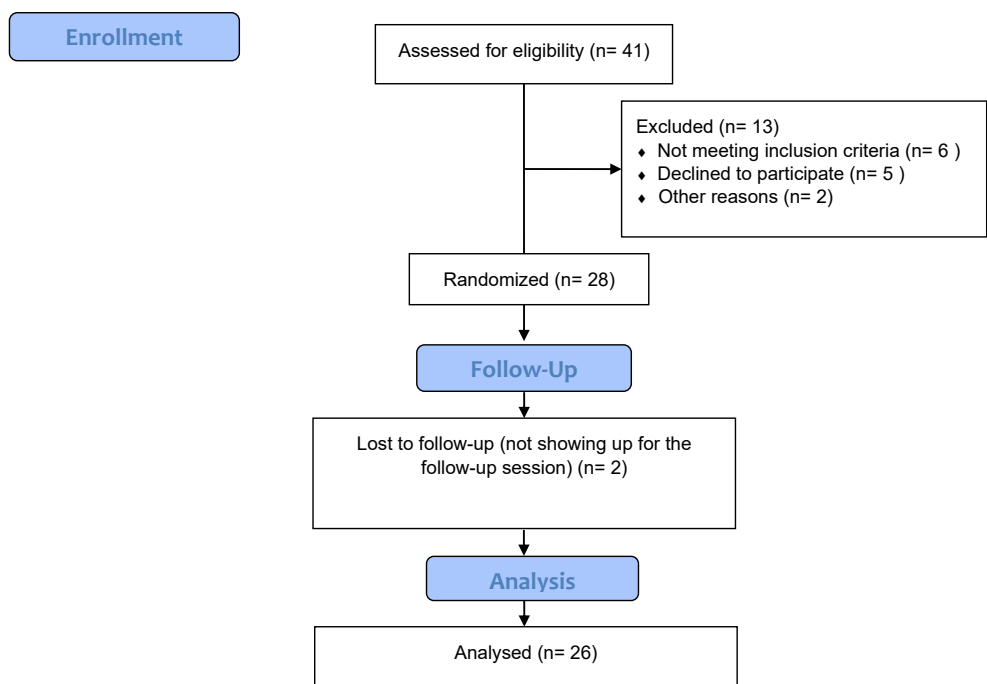 Enrollment
Assessed for eligibility (n= 41)
Excluded (n= 13)
♦ Not meeting inclusion criteria (n= 6 )
♦ Declined to participate (n= 5 )
♦ Other reasons (n= 2)
Randomized (n= 28)
Follow-Up
Lost to follow-up (not showing up for the
follow-up session) (n= 2)
Analysis
Analysed (n= 26)